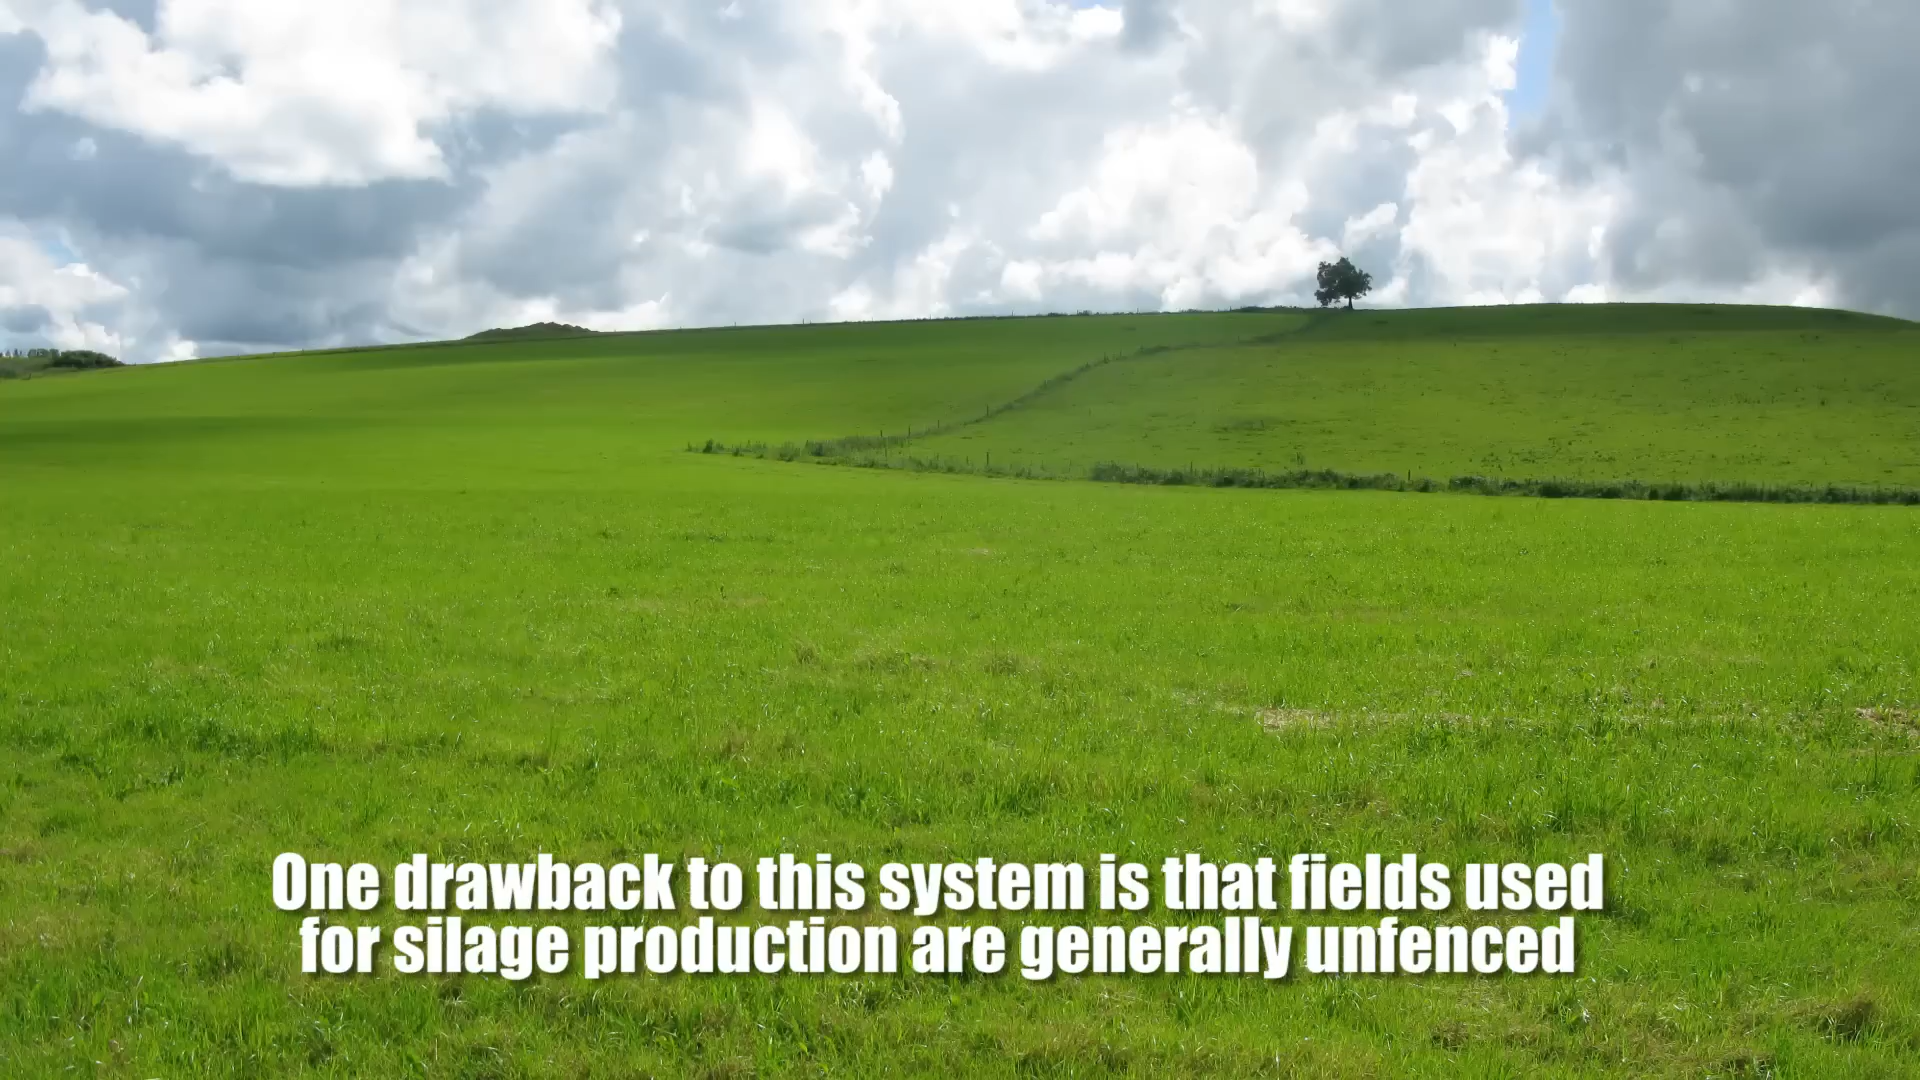 One drawback to this system is that fields used
for silage production are generally unfenced